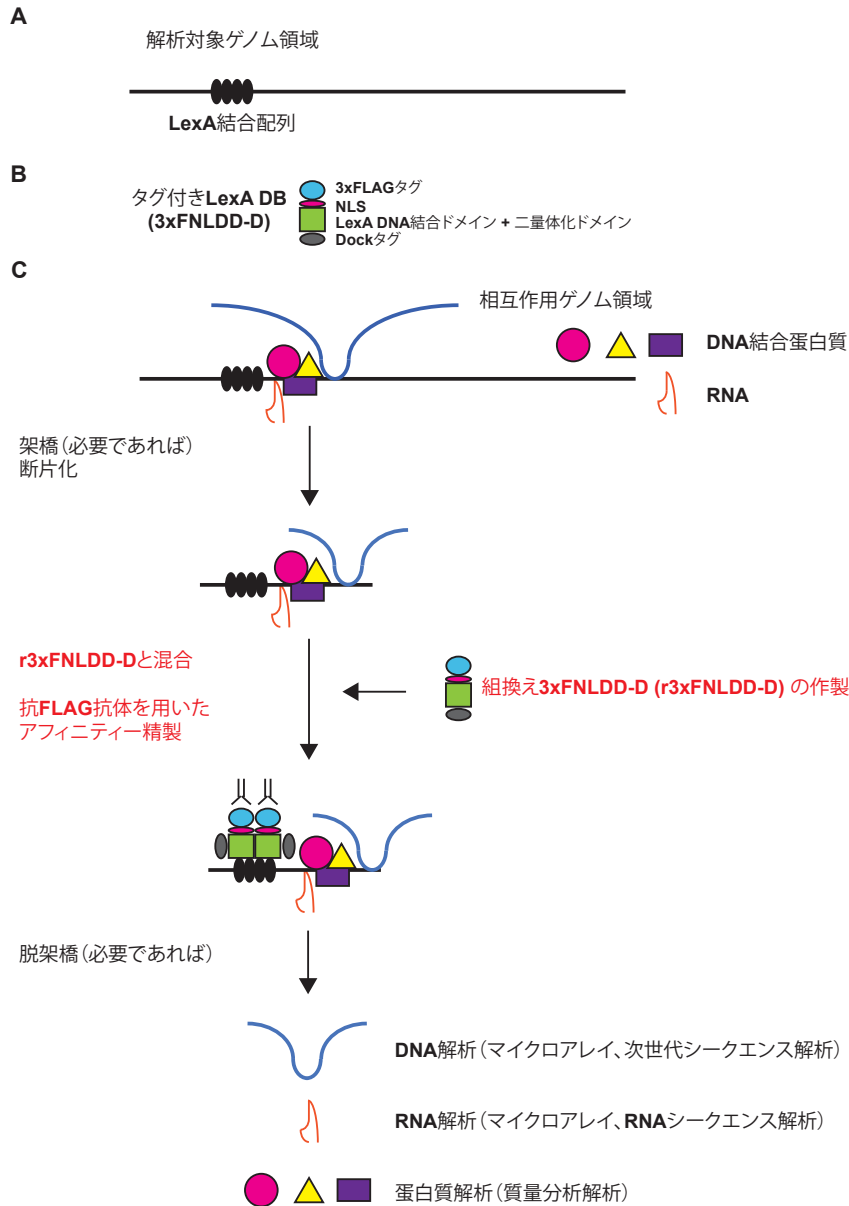 A
解析対象ゲノム領域
LexA結合配列
B
タグ付きLexA DB
(3xFNLDD-D)
3xFLAGタグ
NLS
LexA DNA結合ドメイン + 二量体化ドメイン
Dockタグ
C
相互作用ゲノム領域
DNA結合蛋白質
RNA
架橋(必要であれば)
断片化
r3xFNLDD-Dと混合
抗FLAG抗体を用いた
アフィニティー精製
組換え3xFNLDD-D (r3xFNLDD-D) の作製
脱架橋(必要であれば)
DNA解析(マイクロアレイ、次世代シークエンス解析)
RNA解析(マイクロアレイ、RNAシークエンス解析)
蛋白質解析(質量分析解析)